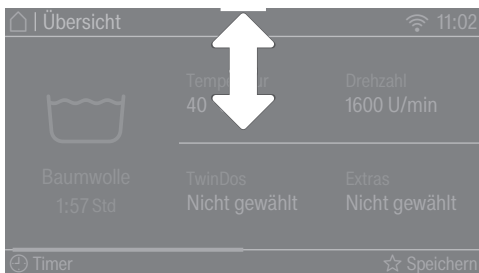 | Übersicht 11:02
Drehzahl
40 1600 U/min
Baumwolle
1:57 Std
TwinDos Extras
Nicht gewählt Nicht gewählt
Timer Speichern